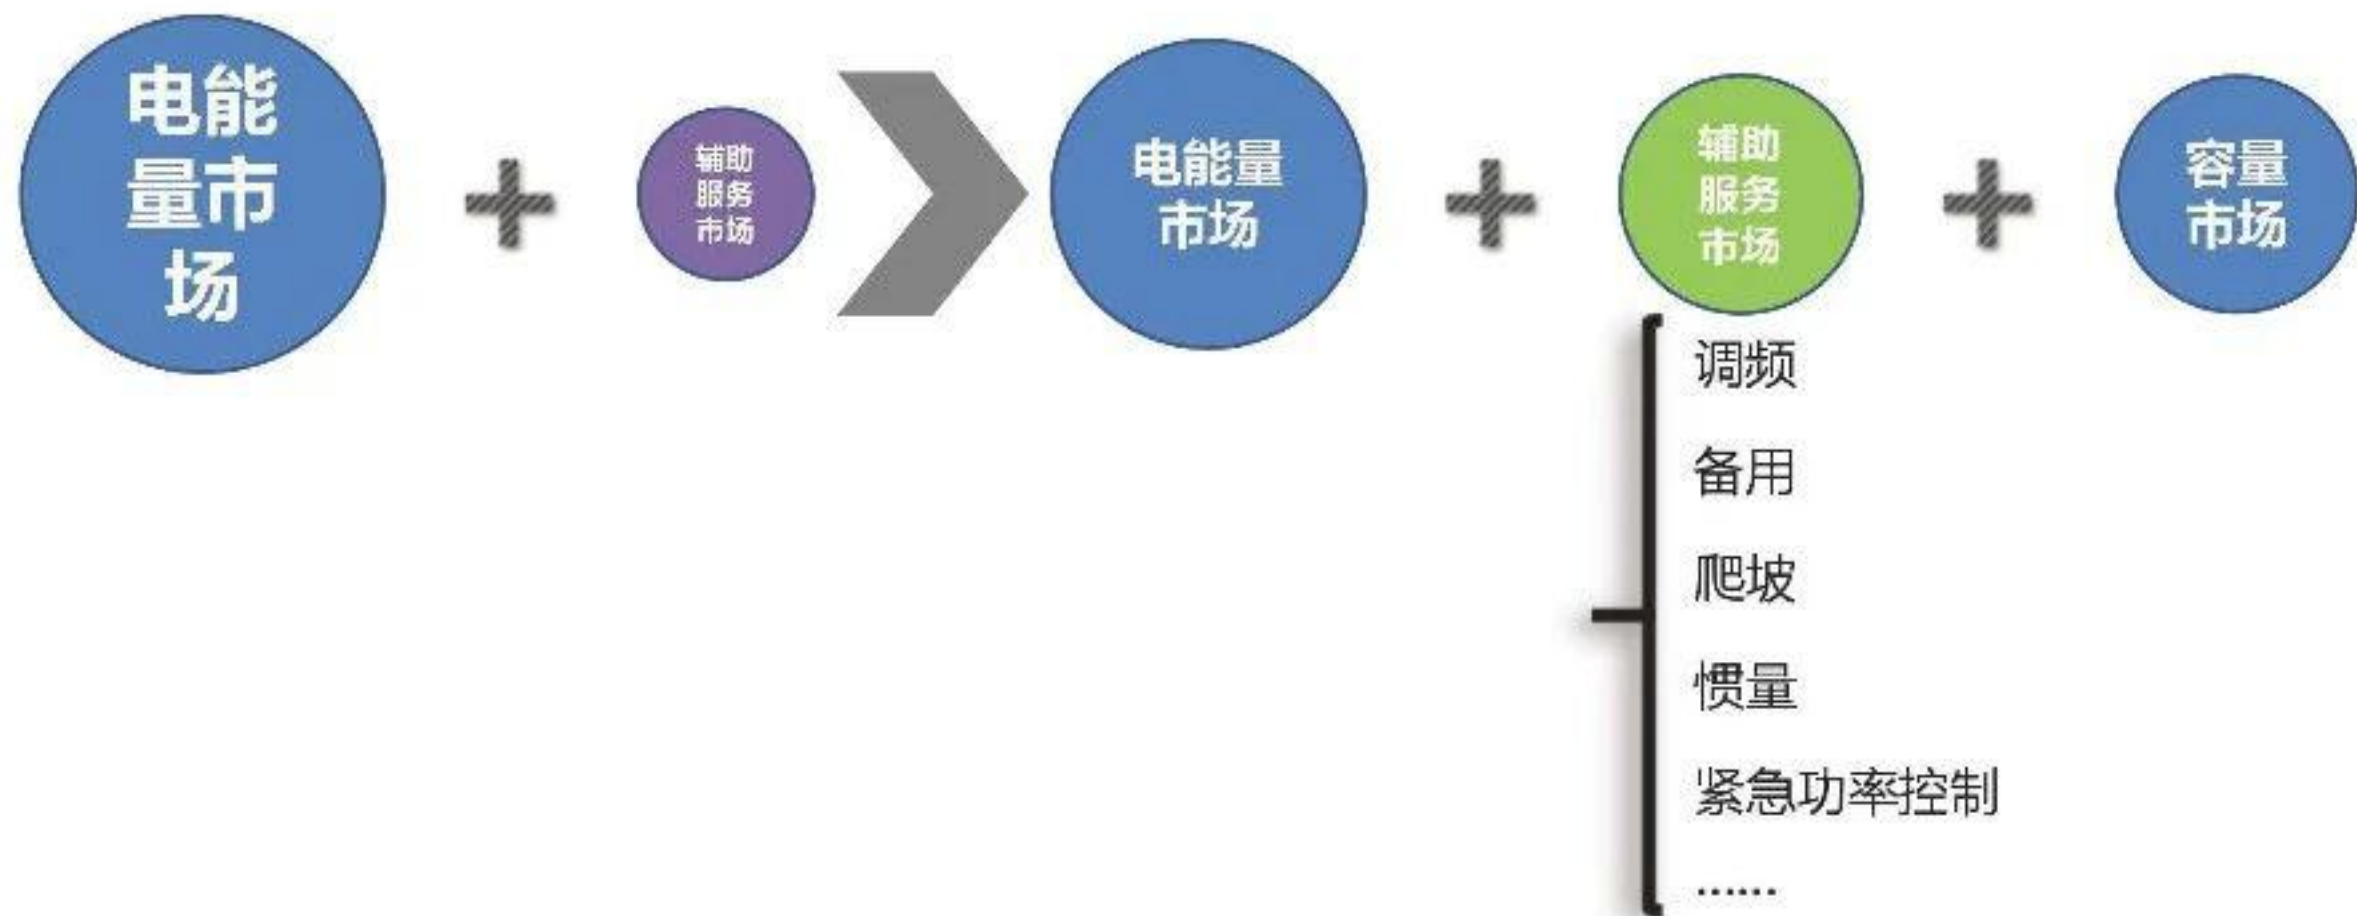 电能
量市
场
辅助
服务
市场
电能量
市场
辅助
服务
市场
容量
市场
调频
备用
爬坡
惯量
紧急功率控制
......